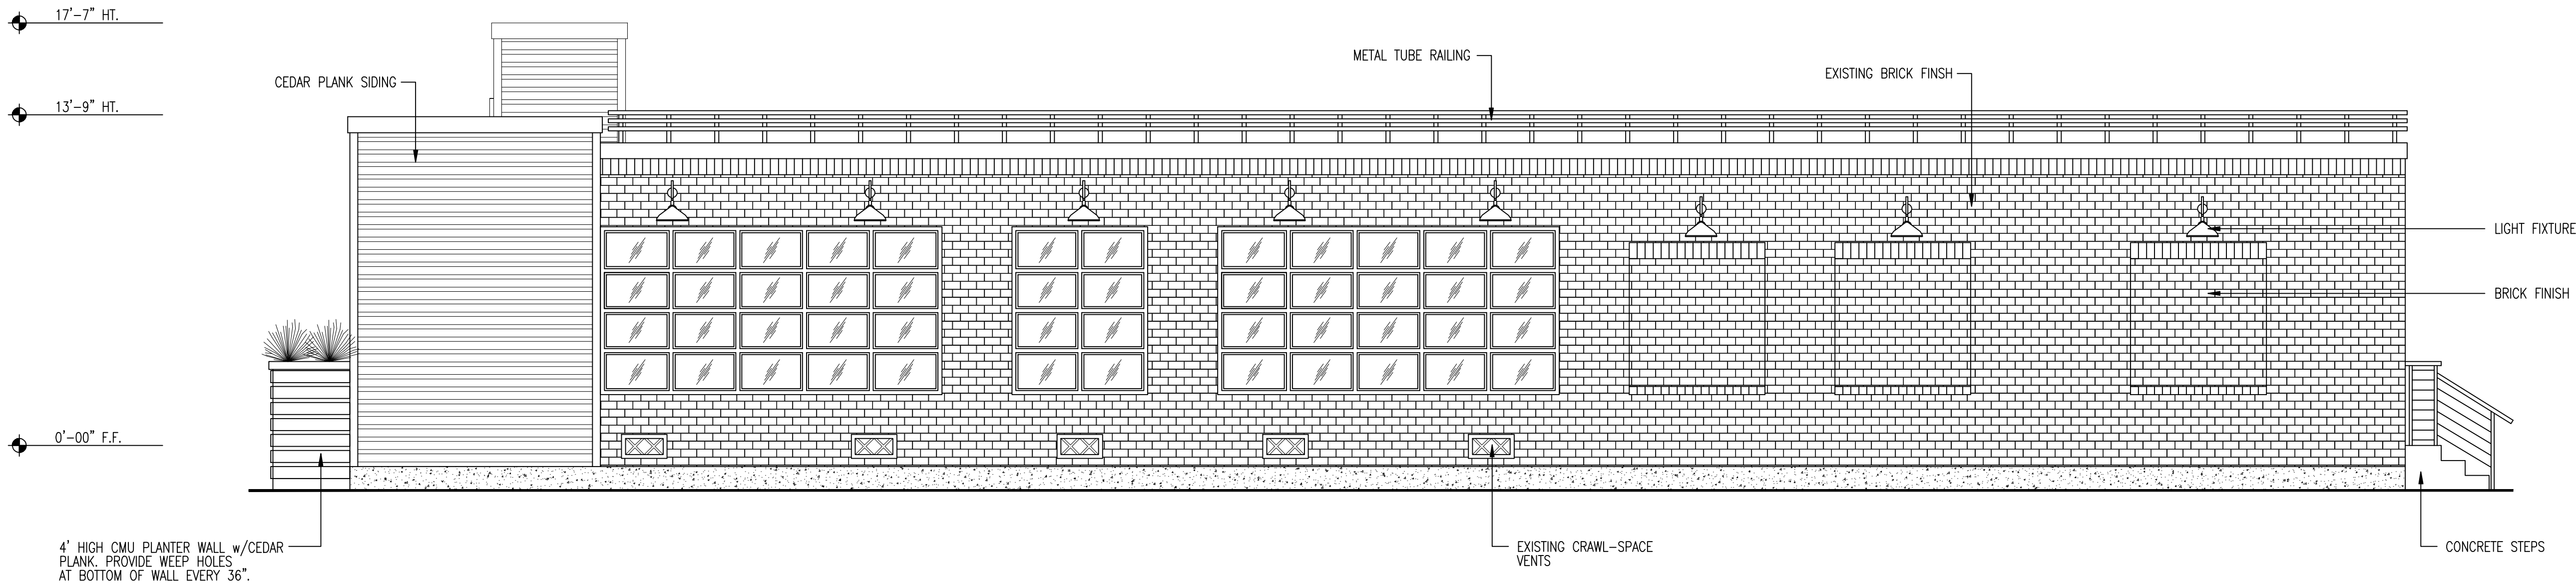 17'-7" HT.
METAL TUBE RAILING
EXISTING BRICK FINSH
CEDAR PLANK SIDING
13'-9" HT.
LIGHT FIXTURE
BRICK FINISH
0'-00" F.F.
4' HIGH CMU PLANTER WALL w/CEDAR
PLANK. PROVIDE WEEP HOLES
AT BOTTOM OF WALL EVERY 36".
EXISTING CRAWL-SPACE
VENTS
CONCRETE STEPS